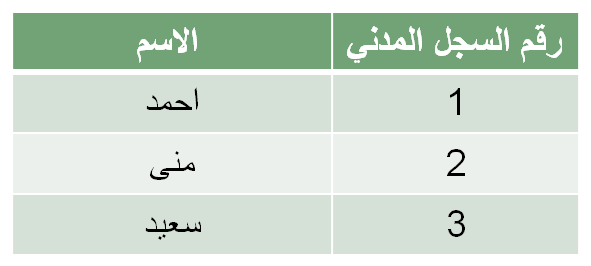 رقم السجل المدني الاسم
1 احمد
2 منى
3 سعيد